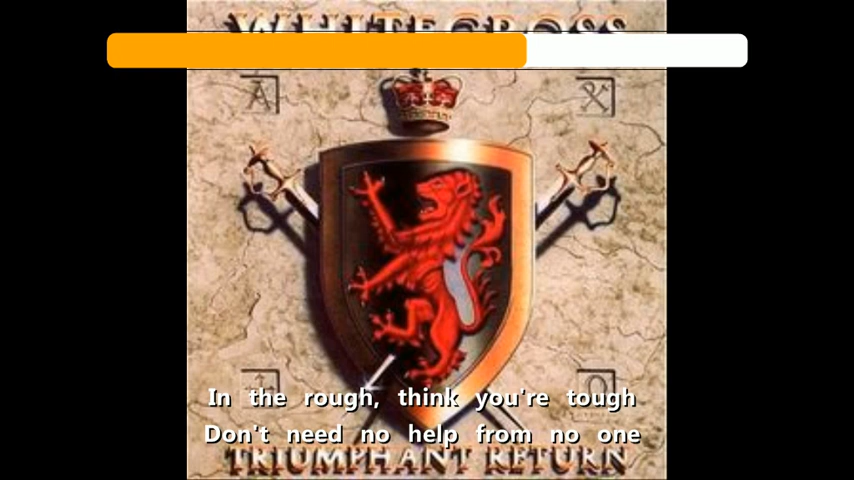 WHITECROSS
In the rough, think you're tough
Don't need no help from no one
TRIUMPHANT RETURN